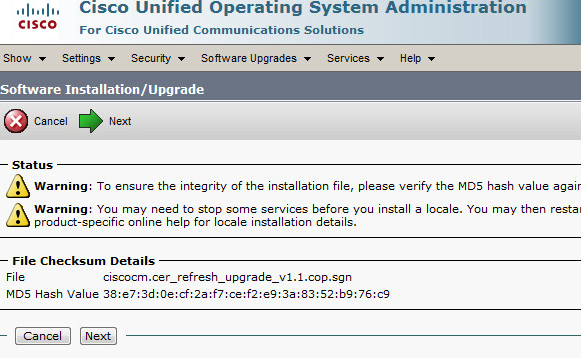 Cisco Unified Operating System Administration
CISCO
For Cisco Unified Communications Solutions
Show Settings Security Software Upgrades Services Help
Software Installation/Upgrade
Cancel Next
Status
Warning: To ensure the integrity of the installation file, please verify the MD5 hash value again
Warning: You may need to stop some services before you install a locale. You may then resta
product-specific online help for locale installation details.
File Checksum Details
File ciscocm.cer_refresh_upgrade_v1.1.cop.sgn
MD5 Hash Value 38:e7:3d:0e:cf:2a:f7:ce:f2:e9:3a:83:52:b9:76:c9
Cancel Next